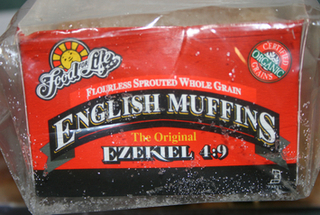 Food for Life
CERTIFIED
ORGANIC
GRAINS
FLOURLESS SPROUTED WHOLE GRAIN
ENGLISH MUFFINS
The Original
EZEKIEL 4:9